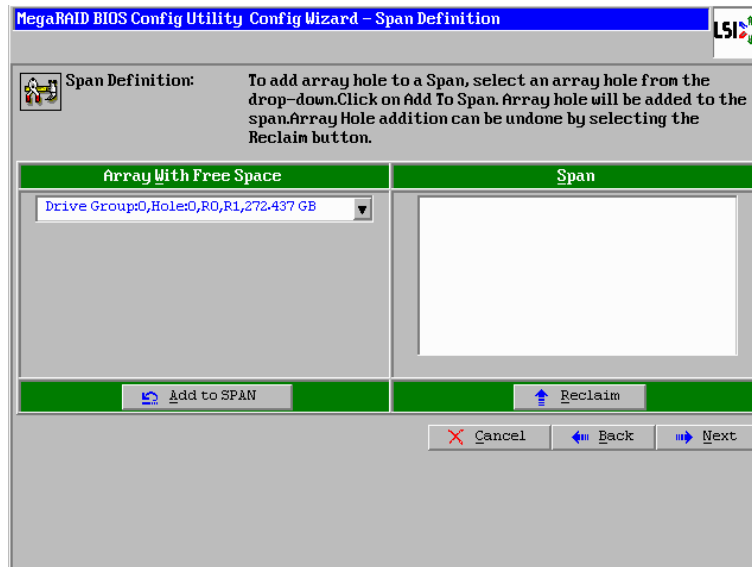 MegaRAID BIOS Config Utility Config Wizard – Span Definition
LSI
Span Definition:
To add array hole to a Span, select an array hole from the
drop-down.Click on Add To Span. Array hole will be added to the
span.Array Hole addition can be undone by selecting the
Reclaim button.
Array With Free Space
Span
Drive Group:0,Hole:0,R0,R1,272.437 GB
Add to SPAN
Reclaim
Cancel
Back
Next